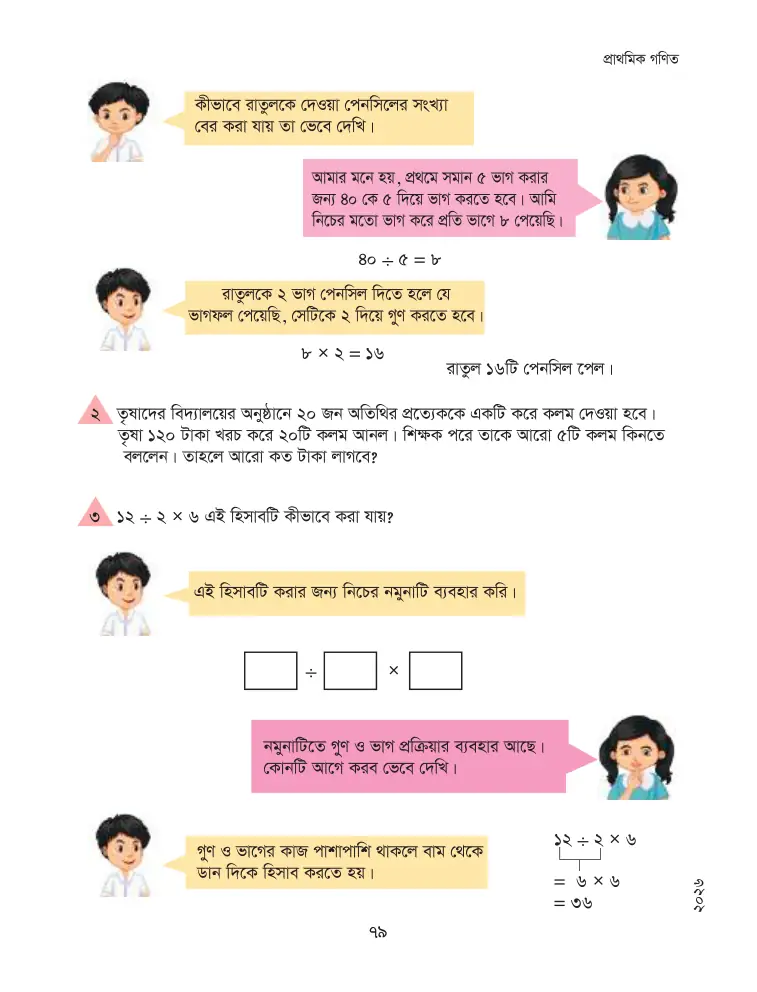 প্রাথমিক গণিত
কীভাবে রাতুলকে দেওয়া পেনসিলের সংখ্যা
বের করা যায় তা ভেবে দেখি।
আমার মনে হয়, প্রথমে সমান ৫ ভাগ করার
জন্য ৪০ কে ৫ দিয়ে ভাগ করতে হবে। আমি
নিচের মতো ভাগ করে প্রতি ভাগে ৮ পেয়েছি।
৪০ ÷ ৫ = ৮
রাতুলকে ২ ভাগ পেনসিল দিতে হলে যে
ভাগফল পেয়েছি, সেটিকে ২ দিয়ে গুণ করতে হবে।
৮ × ২ = ১৬
রাতুল ১৬টি পেনসিল পেল।
২ তৃষাদের বিদ্যালয়ের অনুষ্ঠানে ২০ জন অতিথির প্রত্যেককে একটি করে কলম দেওয়া হবে।
তৃষা ১২০ টাকা খরচ করে ২০টি কলম আনল। শিক্ষক পরে তাকে আরো ৫টি কলম কিনতে
বললেন। তাহলে আরো কত টাকা লাগবে?
৩ ১২ ÷ ২ × ৬ এই হিসাবটি কীভাবে করা যায়?
এই হিসাবটি করার জন্য নিচের নমুনাটি ব্যবহার করি।
÷ ×
নমুনাটিতে গুণ ও ভাগ প্রক্রিয়ার ব্যবহার আছে।
কোনটি আগে করব ভেবে দেখি।
গুণ ও ভাগের কাজ পাশাপাশি থাকলে বাম থেকে
ডান দিকে হিসাব করতে হয়।
১২ ÷ ২ × ৬
= ৬ × ৬
= ৩৬
২০২৬
৭৯